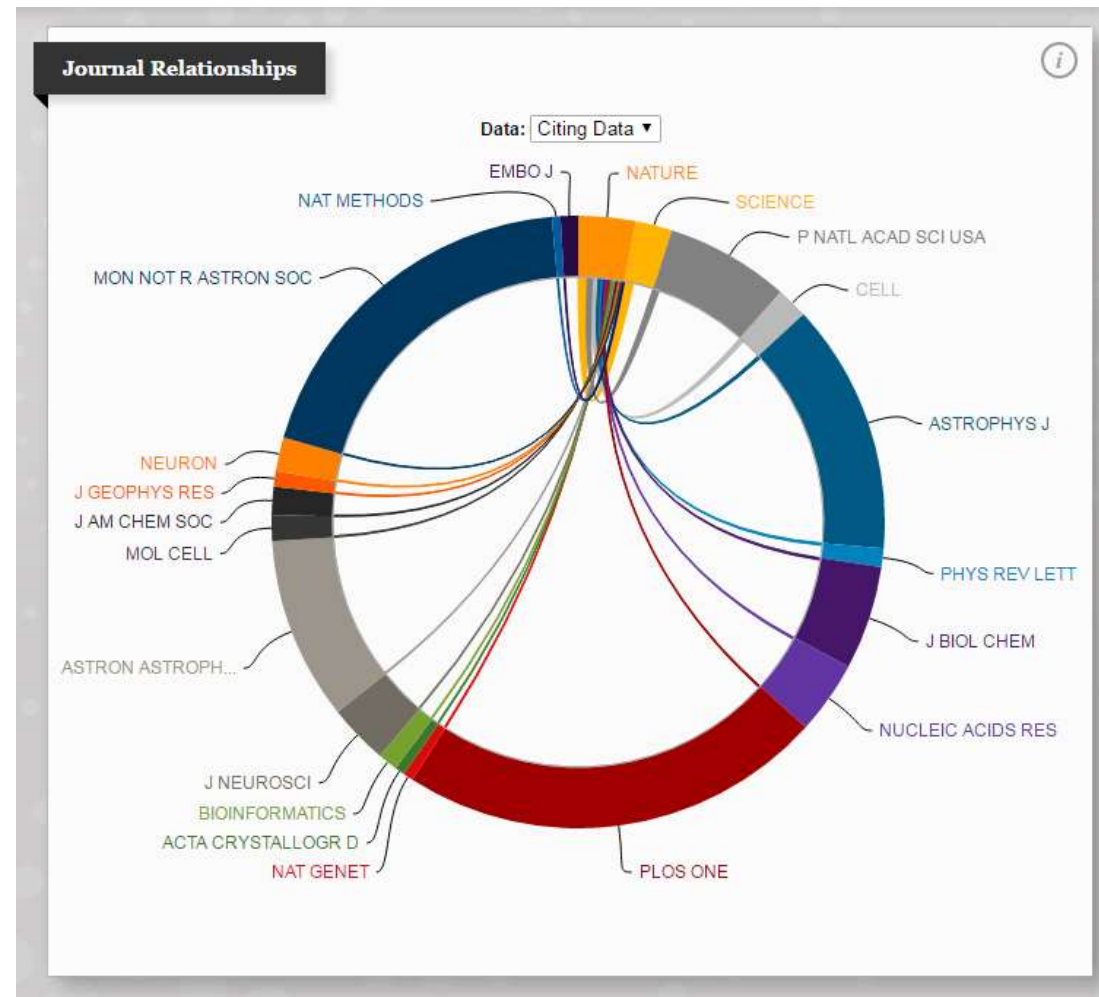 Journal Relationships
i
Data: Citing Data ▼
EMBO J
NATURE
NAT METHODS
SCIENCE
P NATL ACAD SCI USA
MON NOT R ASTRON SOC
CELL
ASTROPHYS J
NEURON
J GEOPHYS RES
J AM CHEM SOC
MOL CELL
PHYS REV LETT
J BIOL CHEM
ASTRON ASTROPH...
NUCLEIC ACIDS RES
J NEUROSCI
BIOINFORMATICS
ACTA CRYSTALLOGR D
NAT GENET
PLOS ONE